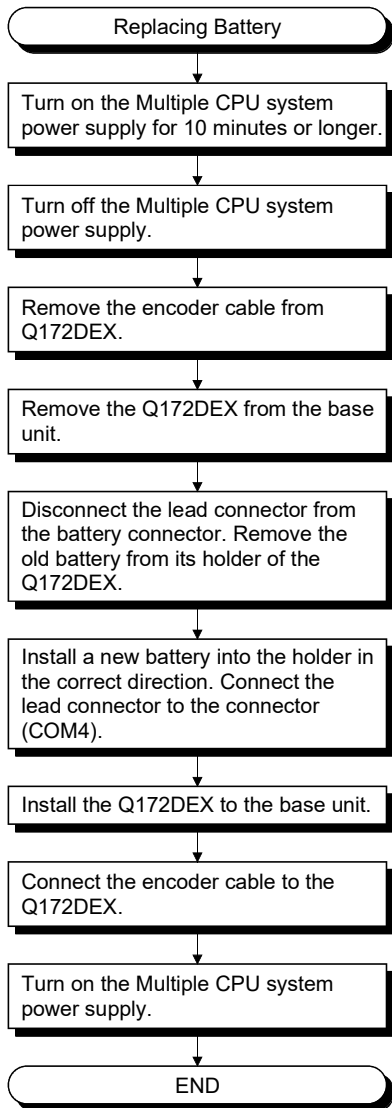 Replacing Battery
Turn on the Multiple CPU system
power supply for 10 minutes or longer.
Turn off the Multiple CPU system
power supply.
Remove the encoder cable from
Q172DEX.
Remove the Q172DEX from the base
unit.
Disconnect the lead connector from
the battery connector. Remove the
old battery from its holder of the
Q172DEX.
Install a new battery into the holder in
the correct direction. Connect the
lead connector to the connector
(COM4).
Install the Q172DEX to the base unit.
Connect the encoder cable to the
Q172DEX.
Turn on the Multiple CPU system
power supply.
END